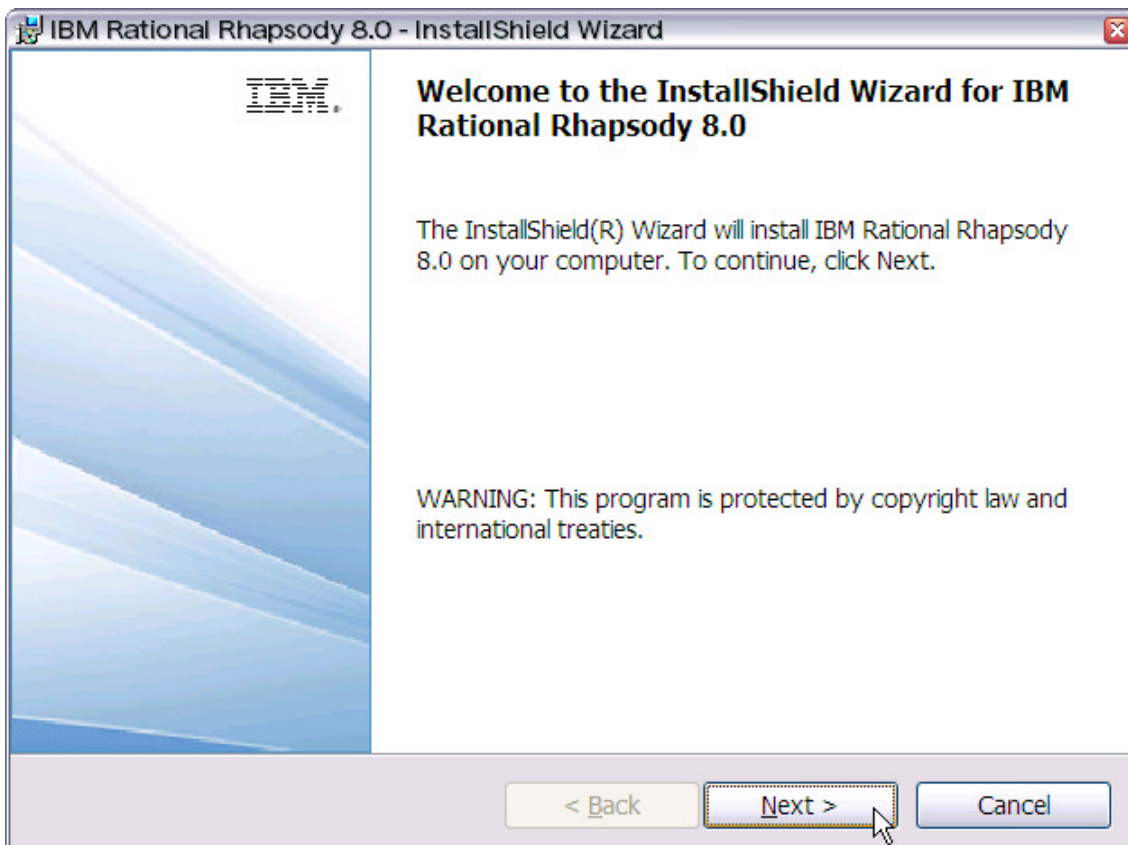 IBM Rational Rhapsody 8.0 - InstallShield Wizard
IBM.
Welcome to the InstallShield Wizard for IBM
Rational Rhapsody 8.0
The InstallShield(R) Wizard will install IBM Rational Rhapsody
8.0 on your computer. To continue, click Next.
WARNING: This program is protected by copyright law and
international treaties.
< Back
Next >
Cancel